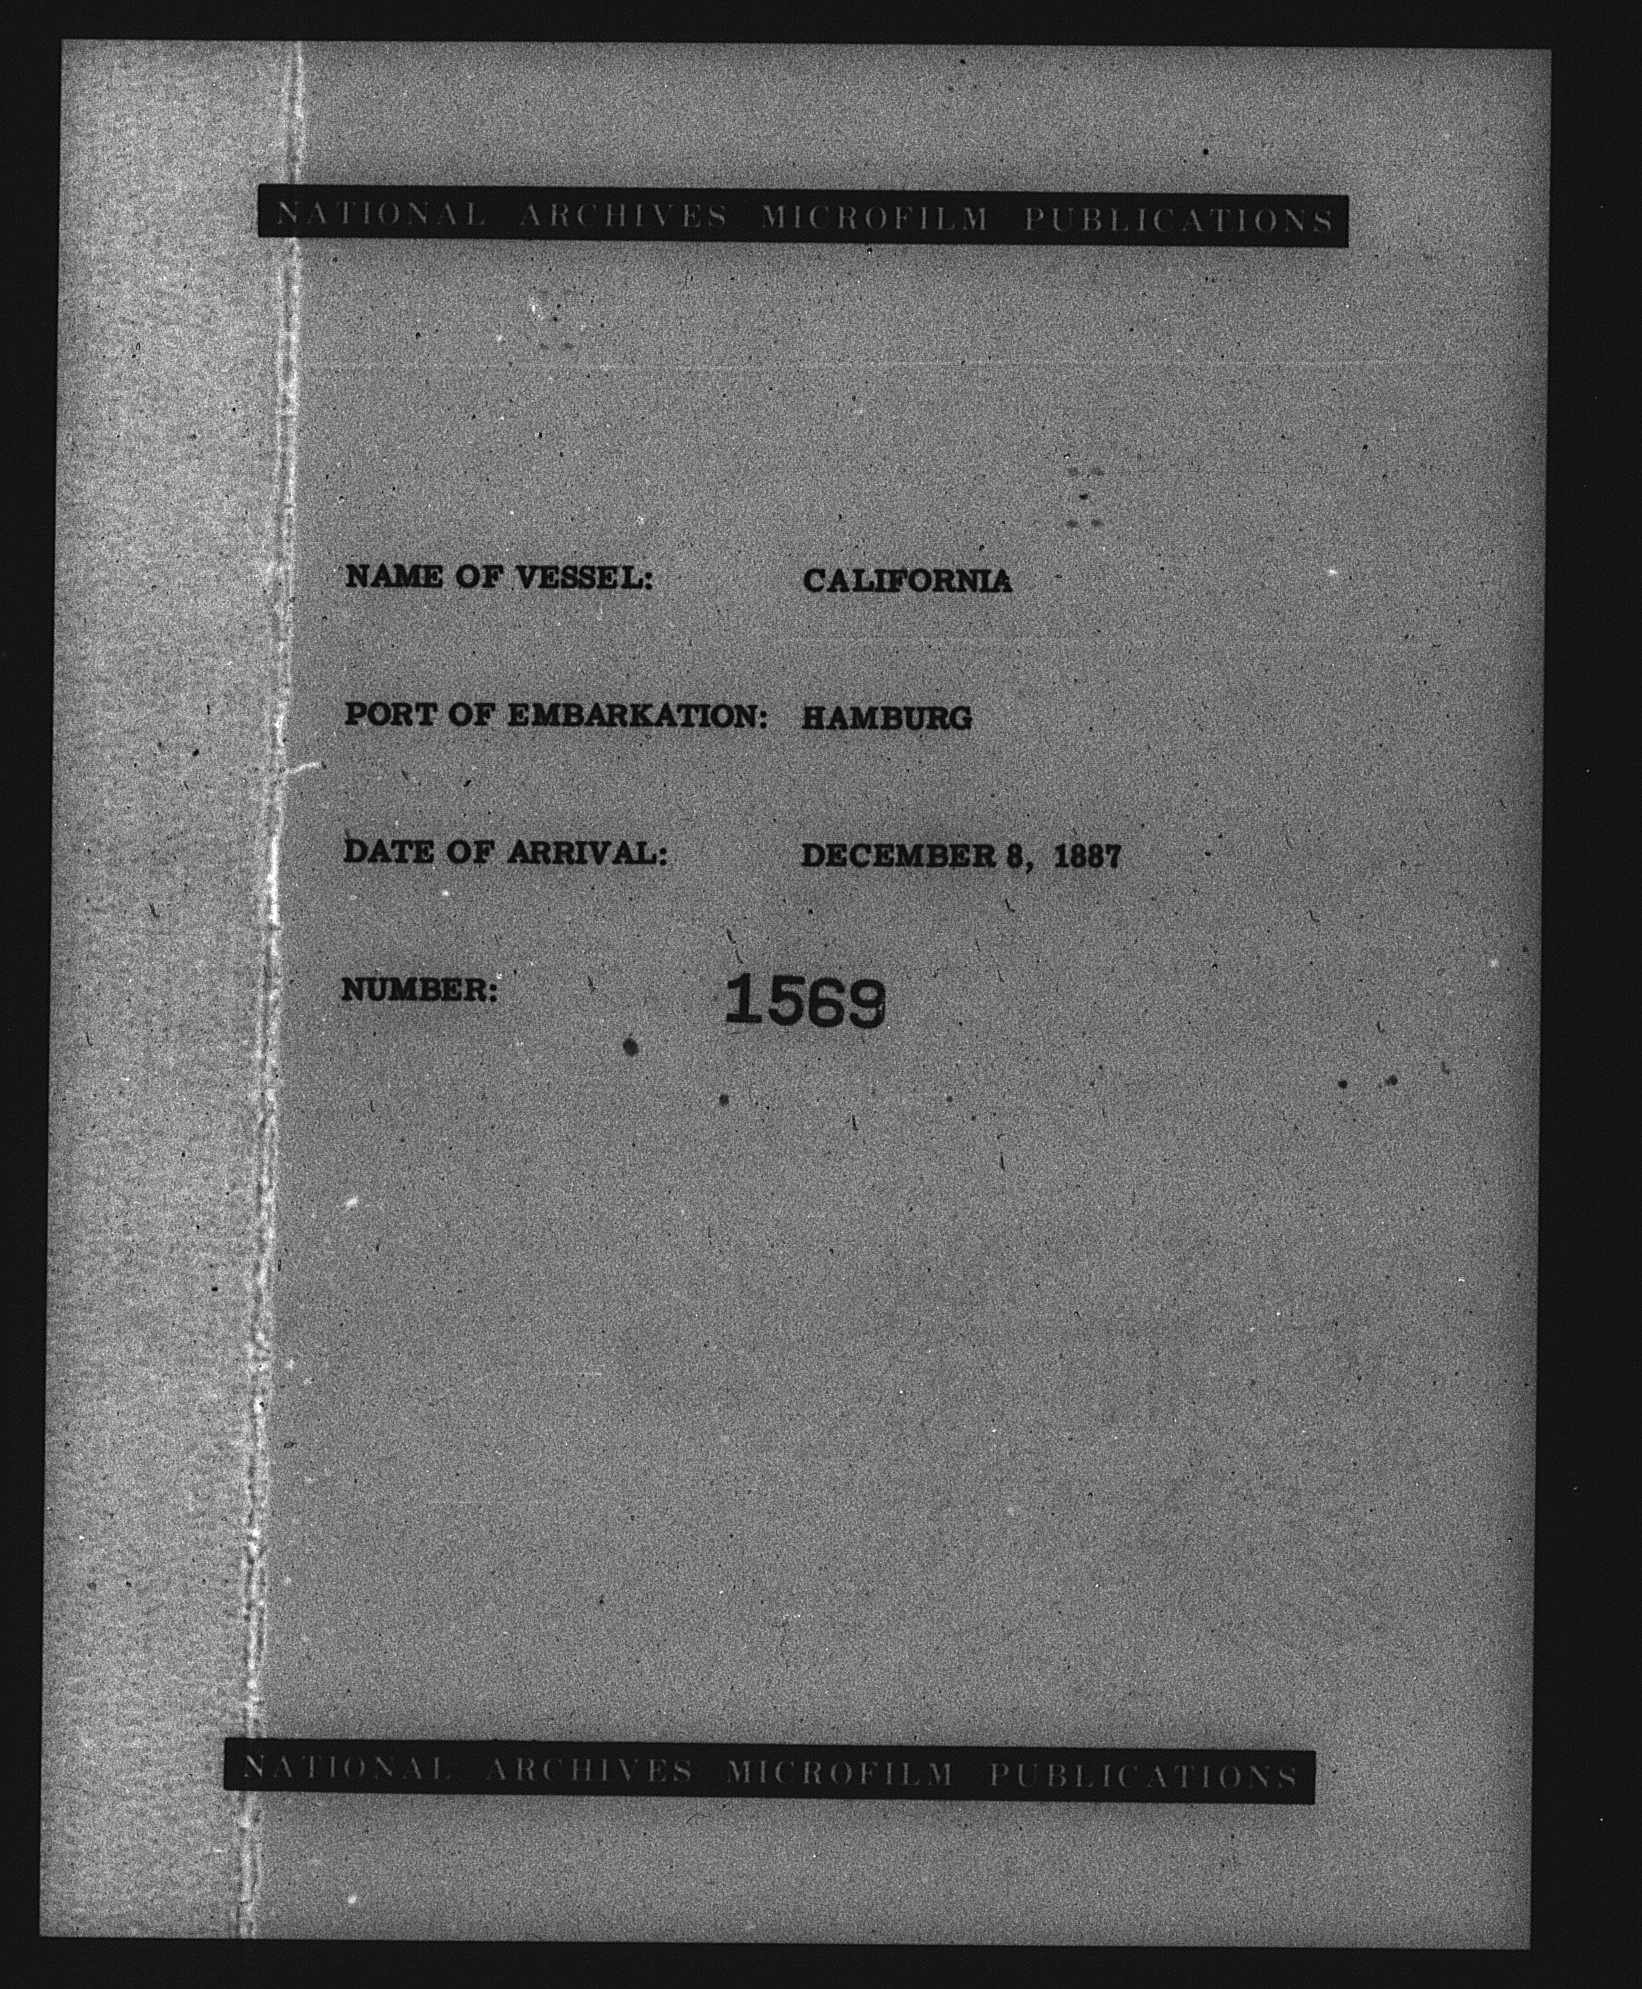 NATIONAL ARCHIVES MICROFILM PUBLICATIONS
NAME OF VESSEL: CALIFORNIA
PORT OF EMBARKATION: HAMBURG
DATE OF ARRIVAL: DECEMBER 8, 1887
NUMBER: 1569
NATIONAL ARCHIVES MICROFILM PUBLICATIONS